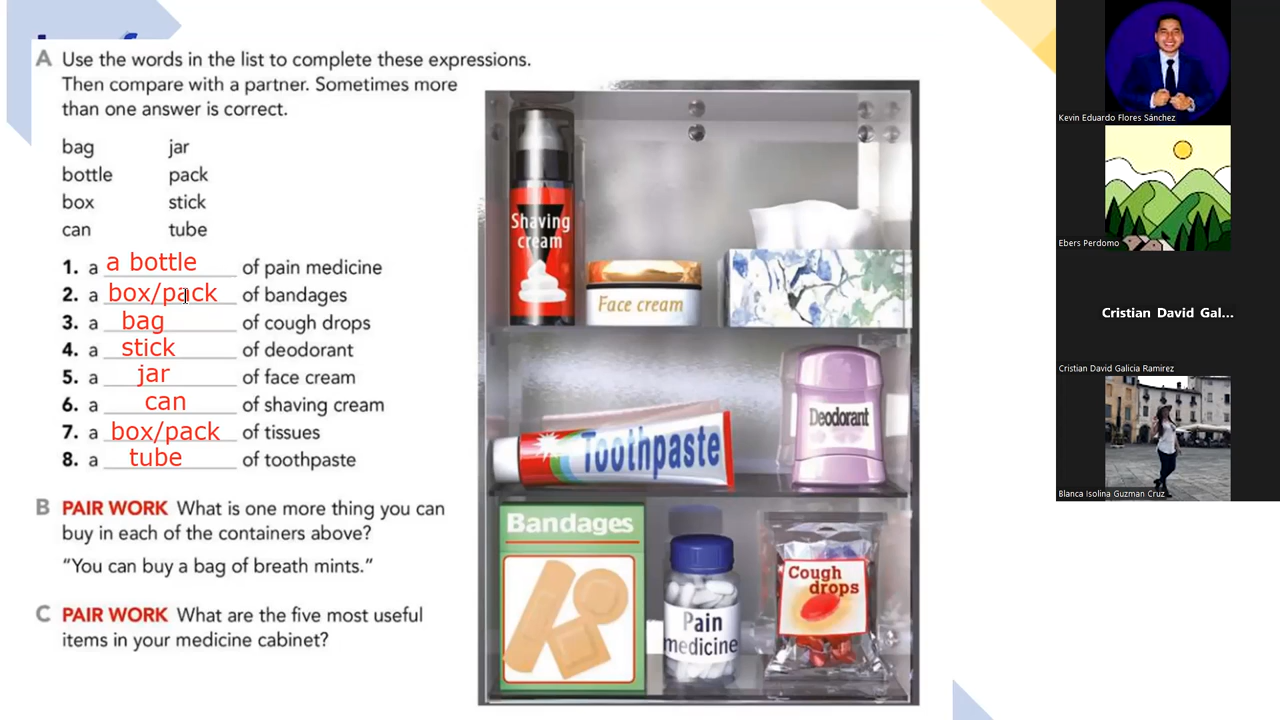 A Use the words in the list to complete these expressions.
Then compare with a partner. Sometimes more
than one answer is correct.
bag jar
bottle pack
box stick
can tube
1. a a bottle of pain medicine
2. a box/pack of bandages
3. a bag of cough drops
4. a stick of deodorant
5. a jar of face cream
6. a can of shaving cream
7. a box/pack of tissues
8. a tube of toothpaste
B PAIR WORK What is one more thing you can
buy in each of the containers above?
“You can buy a bag of breath mints.”
C PAIR WORK What are the five most useful
items in your medicine cabinet?
Shaving
cream
Face cream
Toothpaste
Deodorant
Bandages
Pain
medicine
Cough
drops
Kevin Eduardo Flores Sánchez
Ebers Perdomo
Cristian David Gal...
Cristian David Galicia Ramirez
Blanca Isolina Guzman Cruz